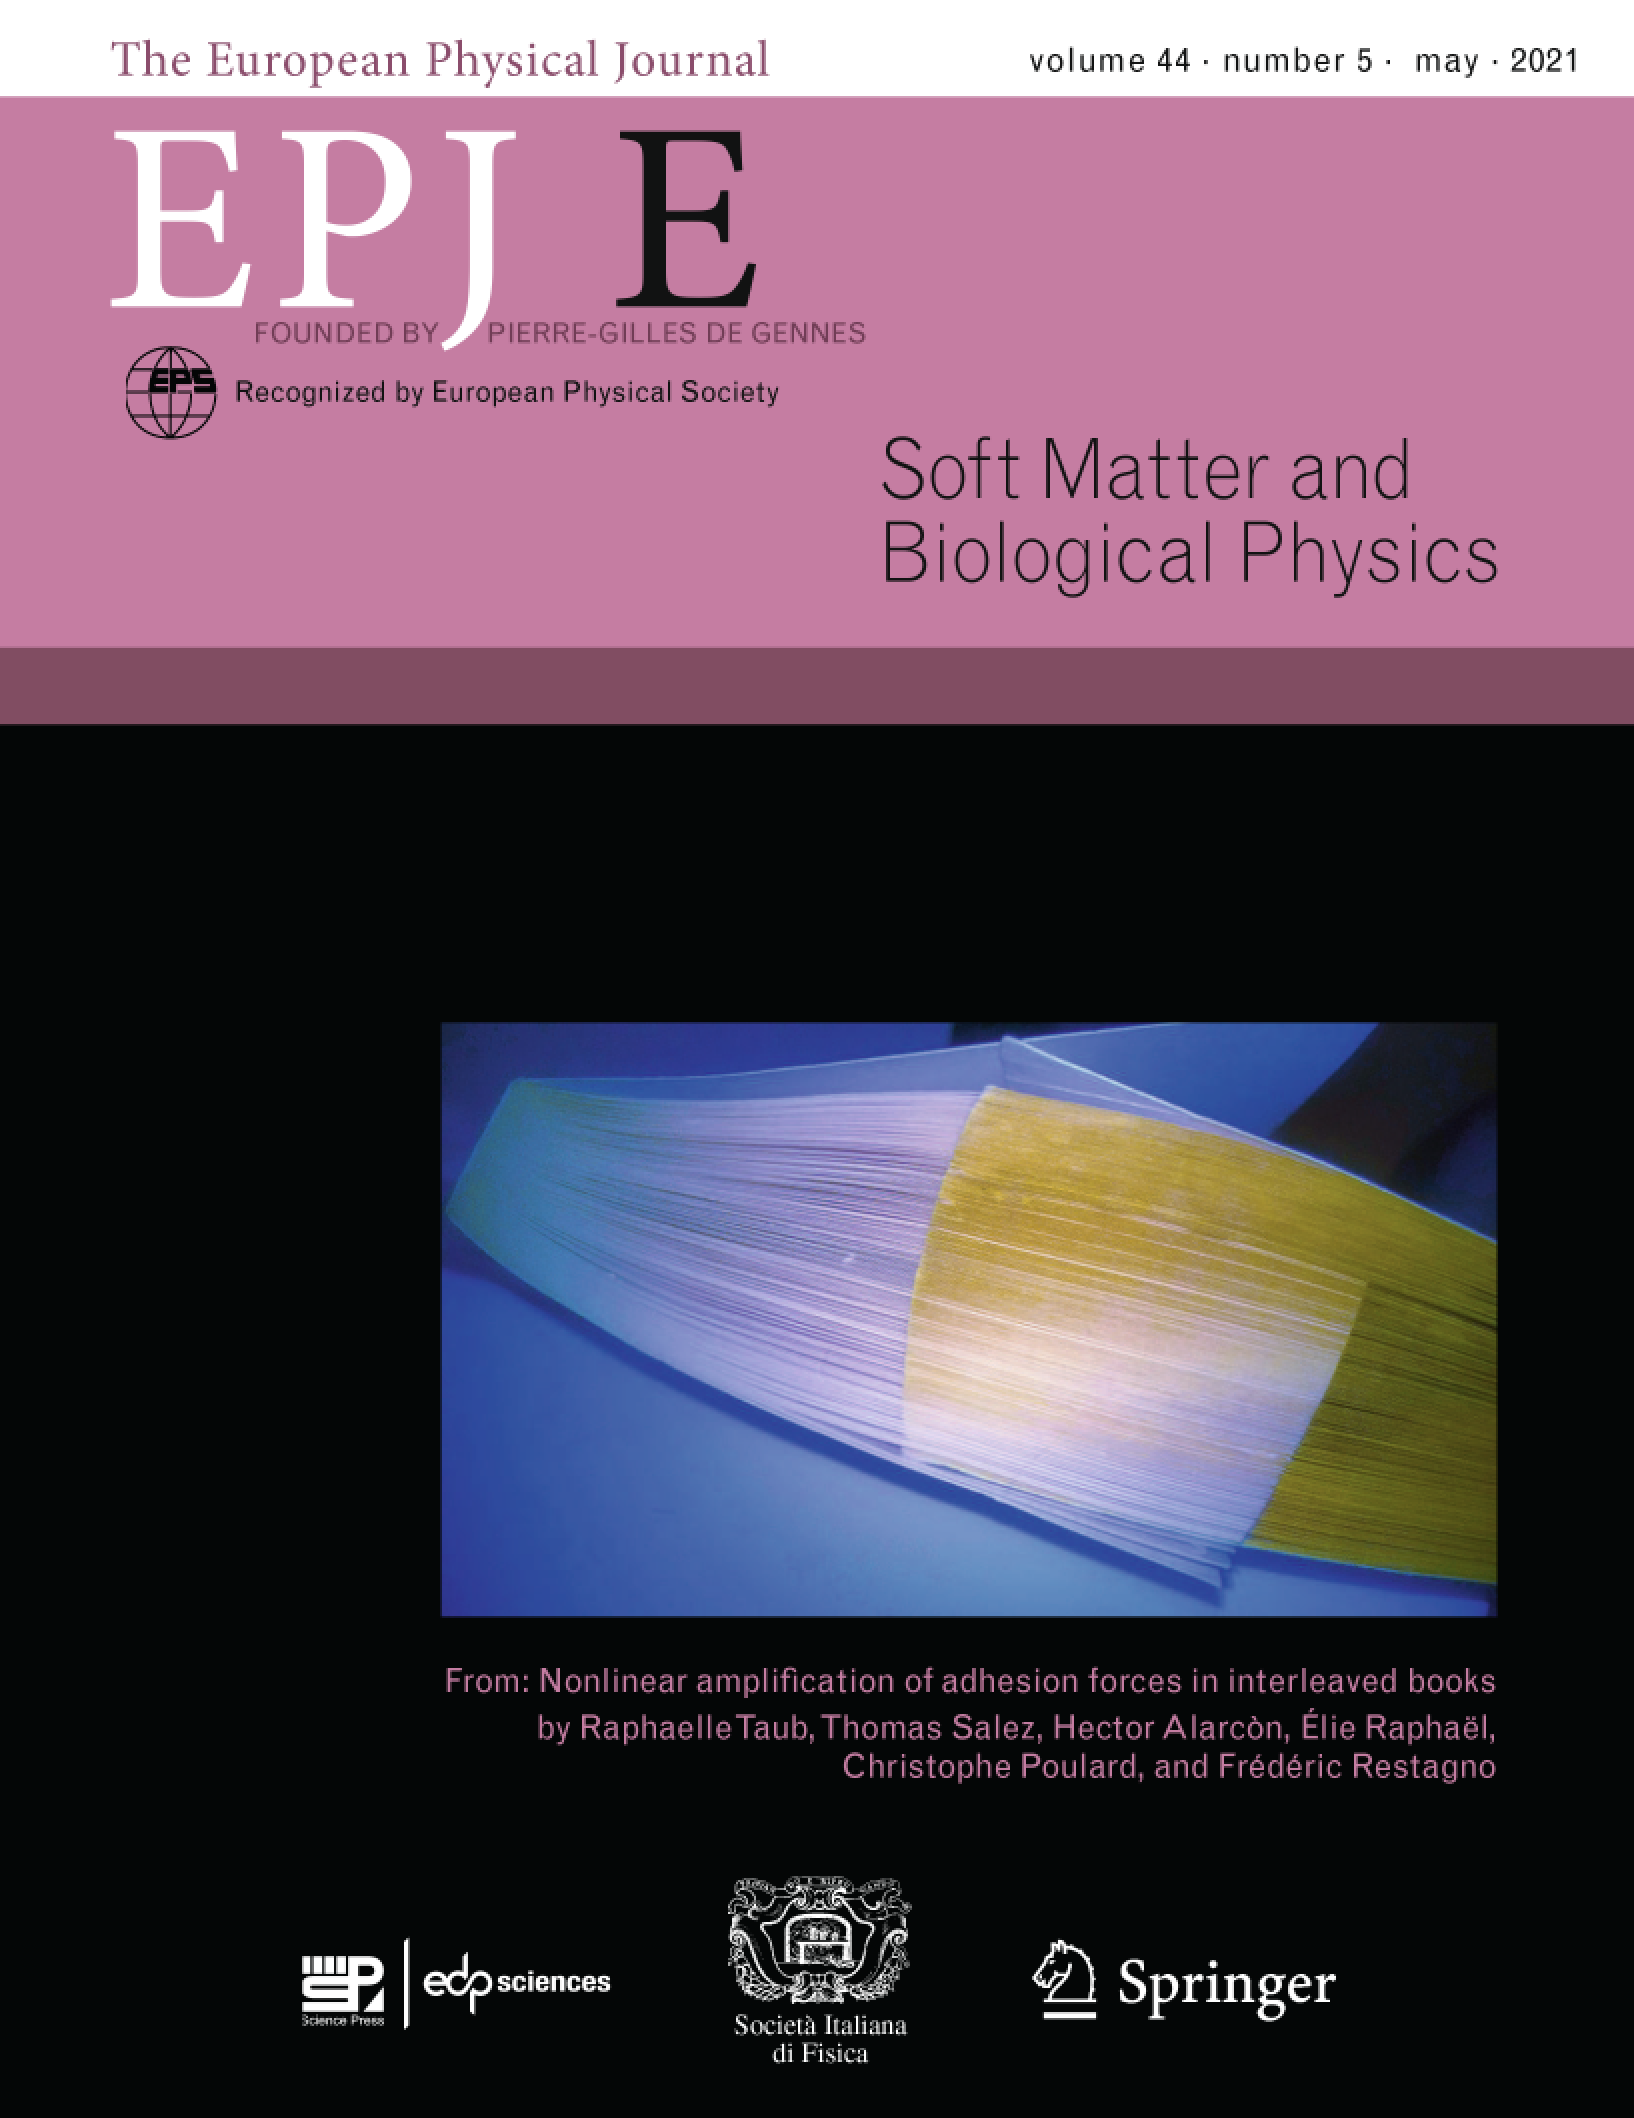 The European Physical Journal
volume 44 · number 5 · may · 2021
EPJ E
FOUNDED BY PIERRE-GILLES DE GENNES
EPS
Recognized by European Physical Society
Soft Matter and
Biological Physics
From: Nonlinear amplification of adhesion forces in interleaved books
by Raphaelle Taub, Thomas Salez, Hector Alarcòn, Élie Raphaël,
Christophe Poulard, and Frédéric Restagno
Science Press
edp sciences
Società Italiana
di Fisica
Springer